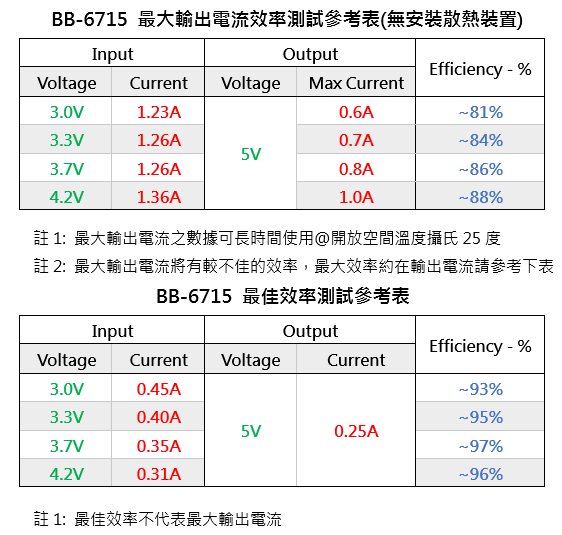 BB-6715 最大輸出電流效率測試參考表(無安裝散熱裝置)
Input Output Efficiency - %
Voltage Current Voltage Max Current
3.0V 1.23A 5V 0.6A ~81%
3.3V 1.26A 0.7A ~84%
3.7V 1.26A 0.8A ~86%
4.2V 1.36A 1.0A ~88%
註 1: 最大輸出電流之數據可長時間使用@開放空間溫度攝氏 25 度
註 2: 最大輸出電流將有較不佳的效率，最大效率約在輸出電流請參考下表
BB-6715 最佳效率測試參考表
Input Output Efficiency - %
Voltage Current Voltage Current
3.0V 0.45A 5V 0.25A ~93%
3.3V 0.40A ~95%
3.7V 0.35A ~97%
4.2V 0.31A ~96%
註 1: 最佳效率不代表最大輸出電流